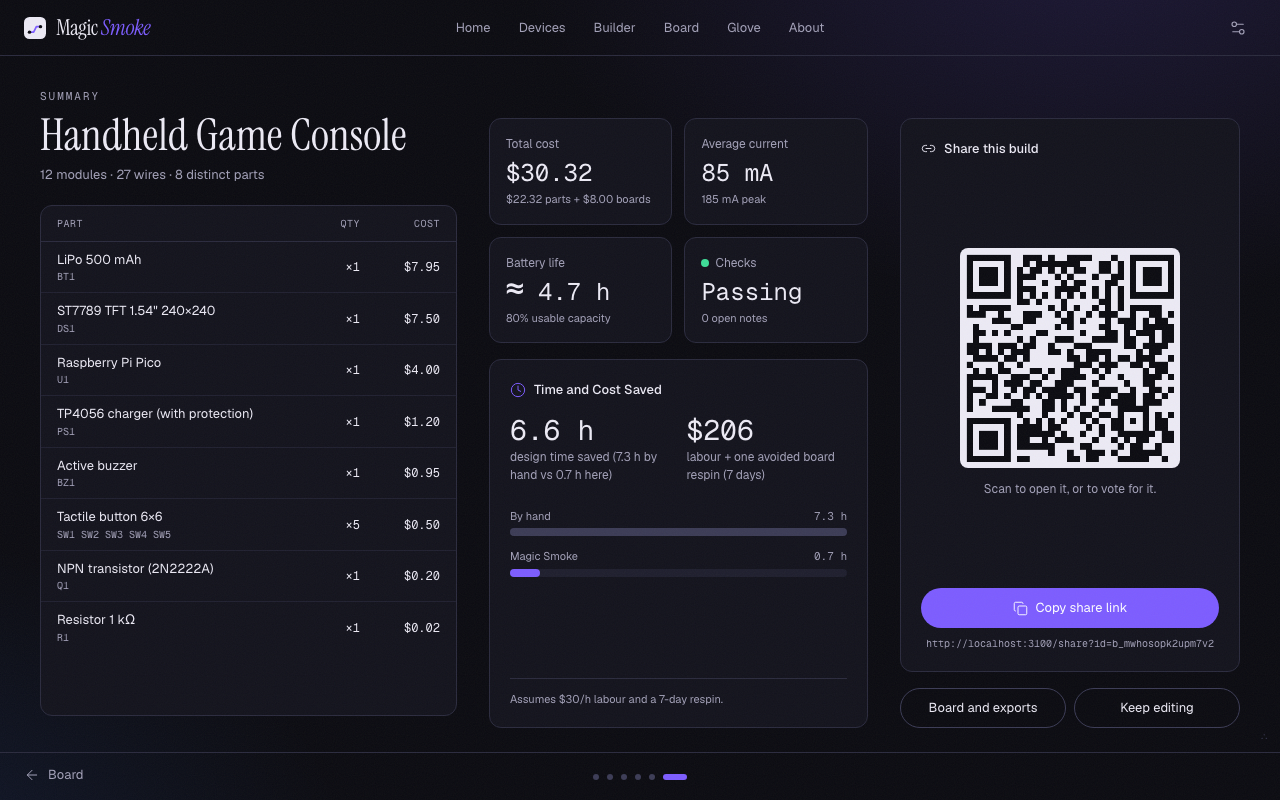 Magic Smoke
Home Devices Builder Board Glove About
SUMMARY
Handheld Game Console
12 modules · 27 wires · 8 distinct parts
PART QTY COST
LiPo 500 mAh ×1 $7.95
BT1
ST7789 TFT 1.54" 240×240 ×1 $7.50
DS1
Raspberry Pi Pico ×1 $4.00
U1
TP4056 charger (with protection) ×1 $1.20
PS1
Active buzzer ×1 $0.95
BZ1
Tactile button 6×6 ×5 $0.50
SW1 SW2 SW3 SW4 SW5
NPN transistor (2N2222A) ×1 $0.20
Q1
Resistor 1 kΩ ×1 $0.02
R1
Total cost
$30.32
$22.32 parts + $8.00 boards
Average current
85 mA
185 mA peak
Battery life
≈ 4.7 h
80% usable capacity
Checks
Passing
0 open notes
Time and Cost Saved
6.6 h
design time saved (7.3 h by
hand vs 0.7 h here)
$206
labour + one avoided board
respin (7 days)
By hand 7.3 h
Magic Smoke 0.7 h
Assumes $30/h labour and a 7-day respin.
Share this build
Scan to open it, or to vote for it.
Copy share link
http://localhost:3100/share?id=b_mwhosopk2upm7v2
Board and exports
Keep editing
Board